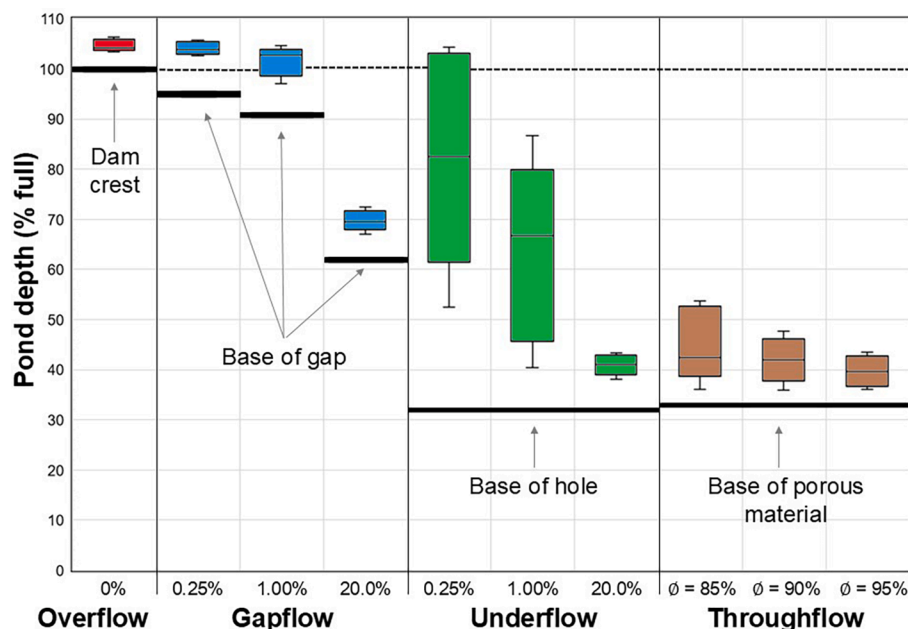 Pond depth (% full)
110
100
90
80
70
60
50
40
30
20
10
0
Dam
crest
Base of gap
Base of hole
Base of porous
material
0% 0.25% 1.00% 20.0% 0.25% 1.00% 20.0% ø = 85% ø = 90% ø = 95%
Overflow Gapflow Underflow Throughflow